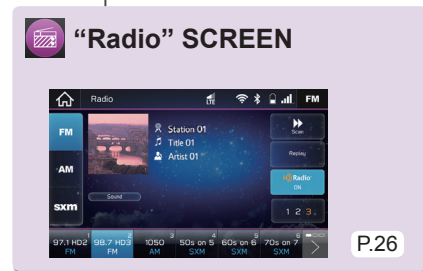 “Radio” SCREEN
Radio
LTE
FM
FM
AM
sxm
Station 01
Title 01
Artist 01
Sound
Scan
Replay
Radio
ON
1 2 3
1 2 3 4 5 6
97.1 HD2 98.7 HD3 1050 50s on 5 60s on 6 70s on 7
FM FM AM SXM SXM SXM
P.26